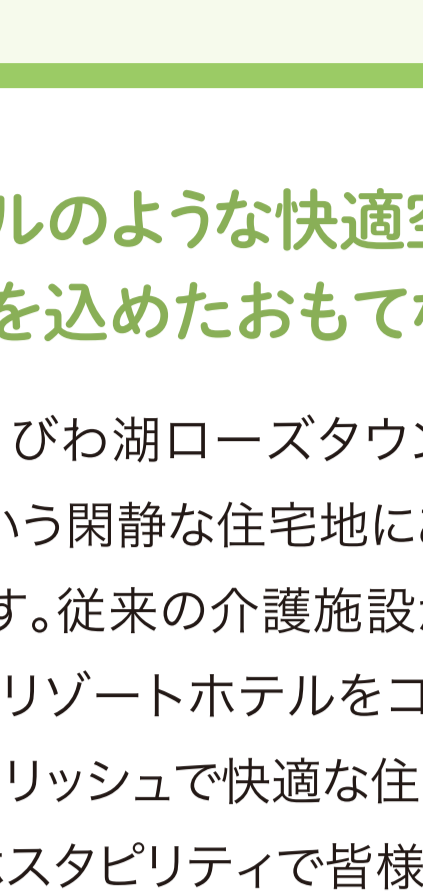 ルのような快適空
を込めたおもてな
びわ湖ローズタウン
いう閑静な住宅地に
す。従来の介護施設
リゾートホテルをコ
リッシュで快適な住
スタピリティで皆様